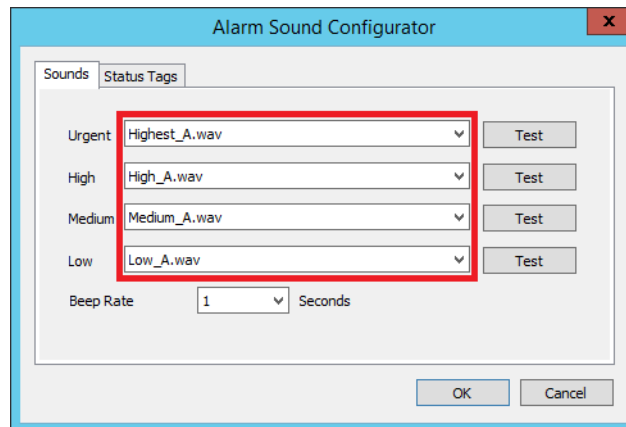 Alarm Sound Configurator
x
Sounds Status Tags
Urgent Highest_A.wav Test
High High_A.wav Test
Medium Medium_A.wav Test
Low Low_A.wav Test
Beep Rate 1 Seconds
OK Cancel